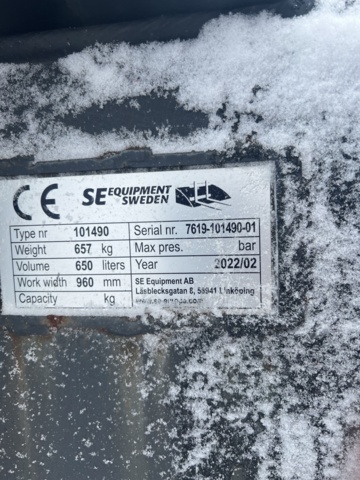 CE SE EQUIPMENT SWEDEN
Type nr 101490 Serial nr. 7619-101490-01
Weight 657 kg Max pres. bar
Volume 650 liters Year 2022/02
Work width 960 mm SE Equipment AB
Läsblecksgatan 8, 58941 Linköping
Capacity kg